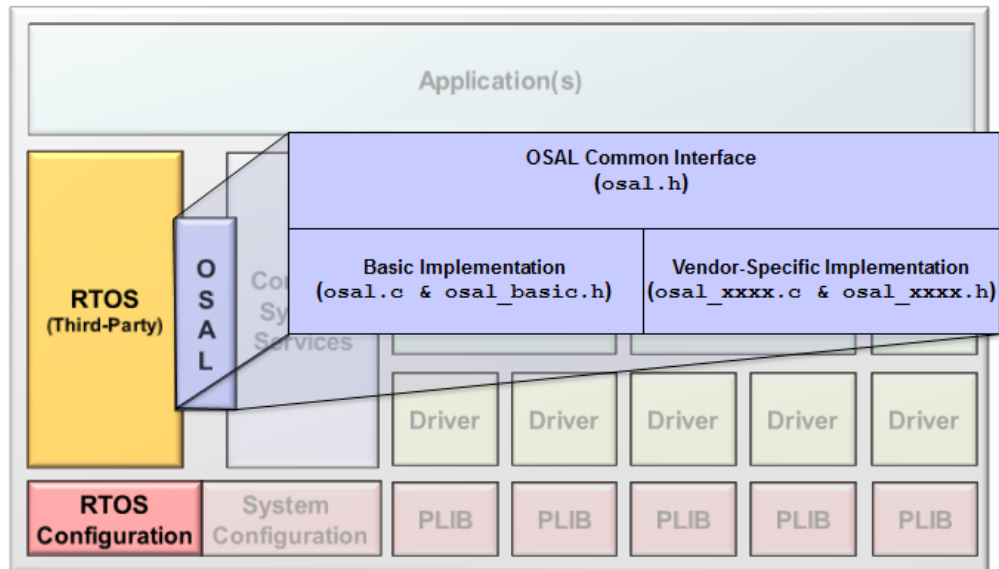 Application(s)
OSAL Common Interface
(osal.h)
Basic Implementation
(osal.c & osal_basic.h)
Vendor-Specific Implementation
(osal_xxxx.c & osal_xxxx.h)
RTOS
(Third-Party)
O
S
A
L
Services
Driver
Driver
Driver
Driver
Driver
RTOS
Configuration
System
Configuration
PLIB
PLIB
PLIB
PLIB
PLIB